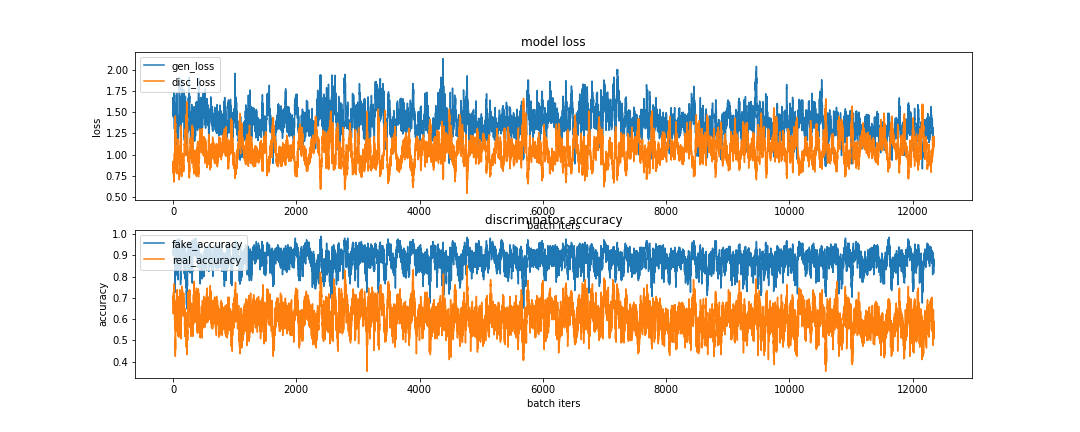 model loss
gen_loss
disc_loss
2.00
1.75
1.50
1.25
1.00
0.75
0.50
loss
0 2000 4000 6000 8000 10000 12000
batch iters
discriminator accuracy
fake_accuracy
real_accuracy
1.0
0.9
0.8
0.7
0.6
0.5
0.4
accuracy
0 2000 4000 6000 8000 10000 12000
batch iters